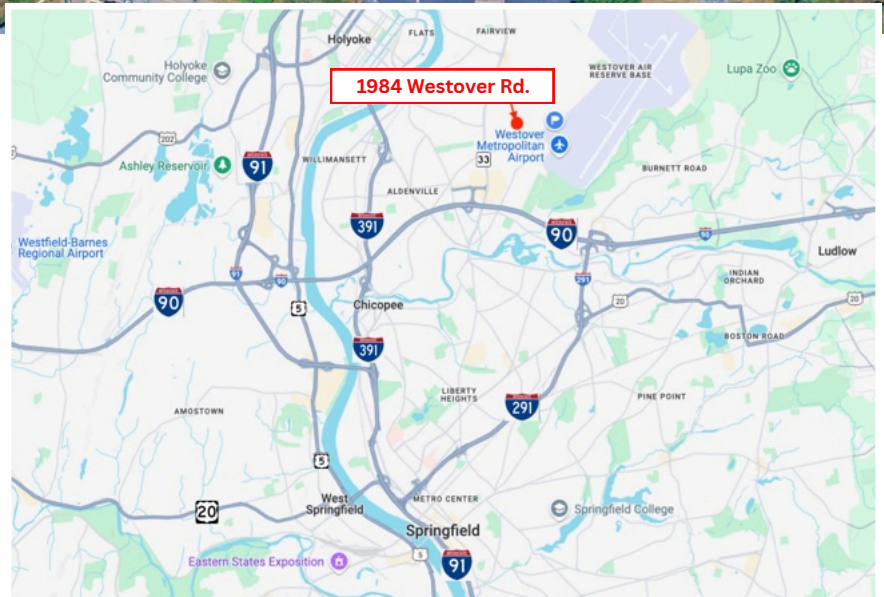 Holyoke
FLATS
FAIRVIEW
Holyoke
Community College
WESTOVER AIR
RESERVE BASE
Lupa Zoo
1984 Westover Rd.
Westover
Metropolitan
Airport
202
33
Ashley Reservoir
91
WILLIMANSETT
BURNETT ROAD
ALDENVILLE
391
90
90
Westfield-Barnes
Regional Airport
Ludlow
91
90
291
INDIAN
ORCHARD
90
5
Chicopee
20
20
BOSTON ROAD
391
LIBERTY
HEIGHTS
291
PINE POINT
AMOSTOWN
5
20
West
Springfield
METRO CENTER
Springfield College
Springfield
5
Eastern States Exposition
91